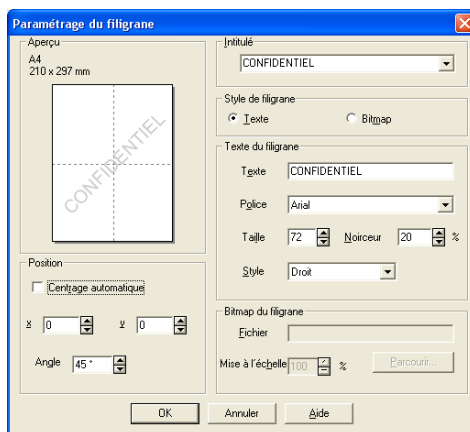 Paramétrage du filigrane
Aperçu
A4
210 x 297 mm
CONFIDENTIEL
Position
Centrage automatique
x 0 y 0
Angle 45 °
Intitulé
CONFIDENTIEL
Style de filigrane
Texte Bitmap
Texte du filigrane
Texte CONFIDENTIEL
Police Arial
Taille 72 Noirceur 20 %
Style Droit
Bitmap du filigrane
Fichier
Mise à l'échelle 100 % Parcourir...
OK Annuler Aide